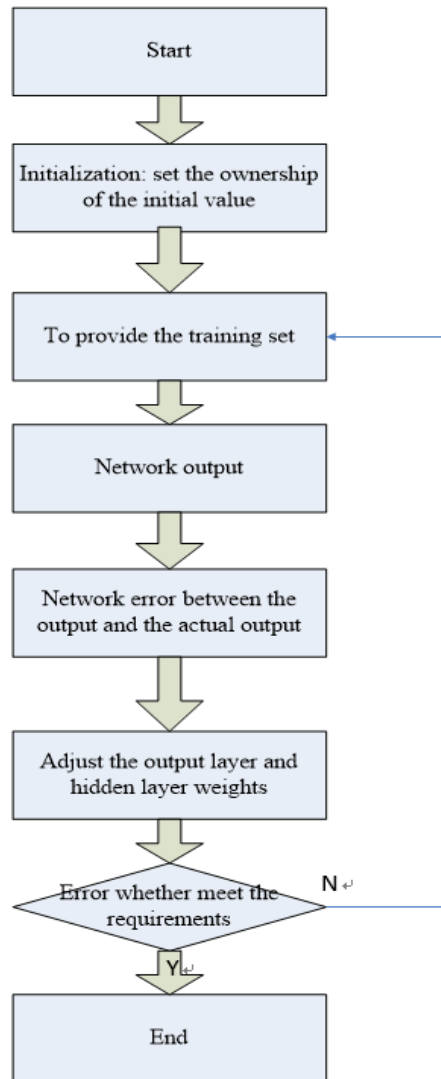 Start
Initialization: set the ownership
of the initial value
To provide the training set
Network output
Network error between the
output and the actual output
Adjust the output layer and
hidden layer weights
Error whether meet the
requirements
N
Y
End